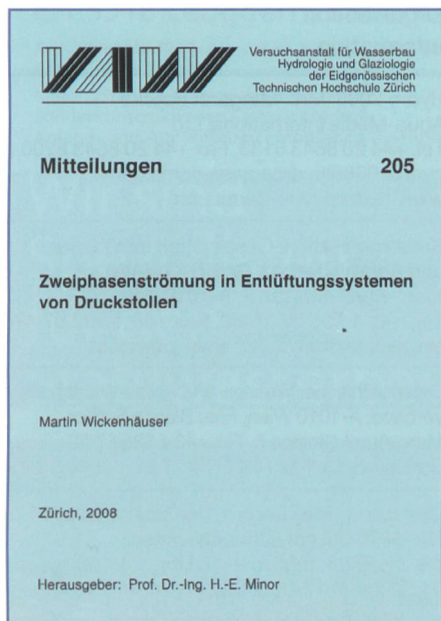 VAW
Versuchsanstalt für Wasserbau
Hydrologie und Glaziologie
der Eidgenössischen
Technischen Hochschule Zürich
Mitteilungen 205
Zweiphasenströmung in Entlüftungssystemen
von Druckstollen
Martin Wickenhäuser
Zürich, 2008
Herausgeber: Prof. Dr.-Ing. H.-E. Minor